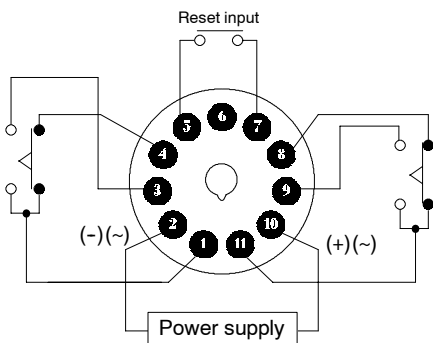 Reset input
5 6 7
4 8
3 9
2 10
1 11
(-)(~) (+)(~)
Power supply